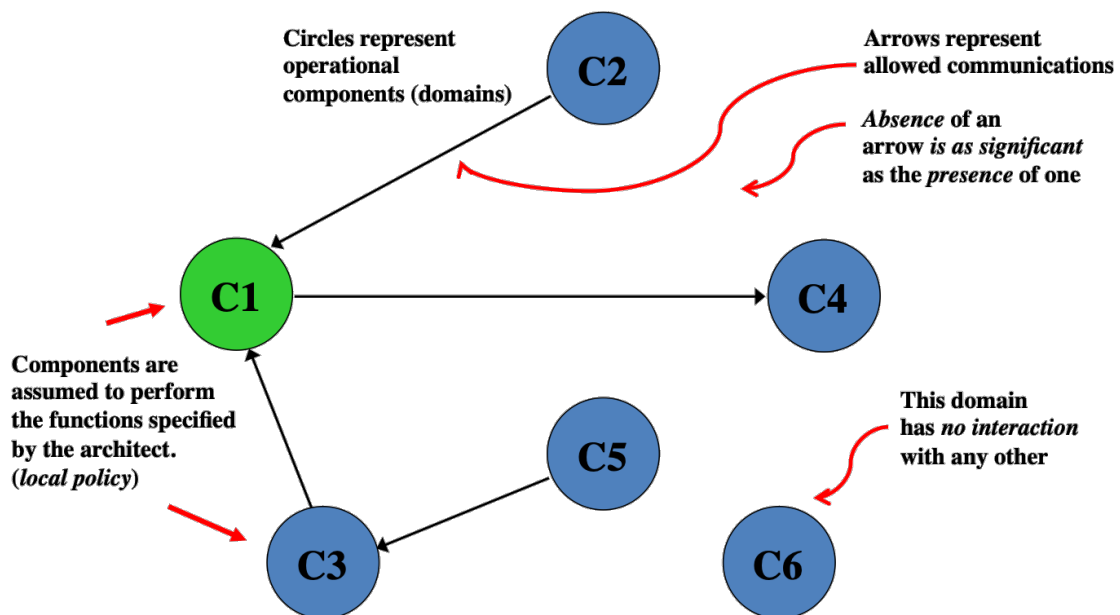 Circles represent
operational
components (domains)
C2
Arrows represent
allowed communications
Absence of an
arrow is as significant
as the presence of one
C1
C4
Components are
assumed to perform
the functions specified
by the architect.
(local policy)
This domain
has no interaction
with any other
C5
C3
C6